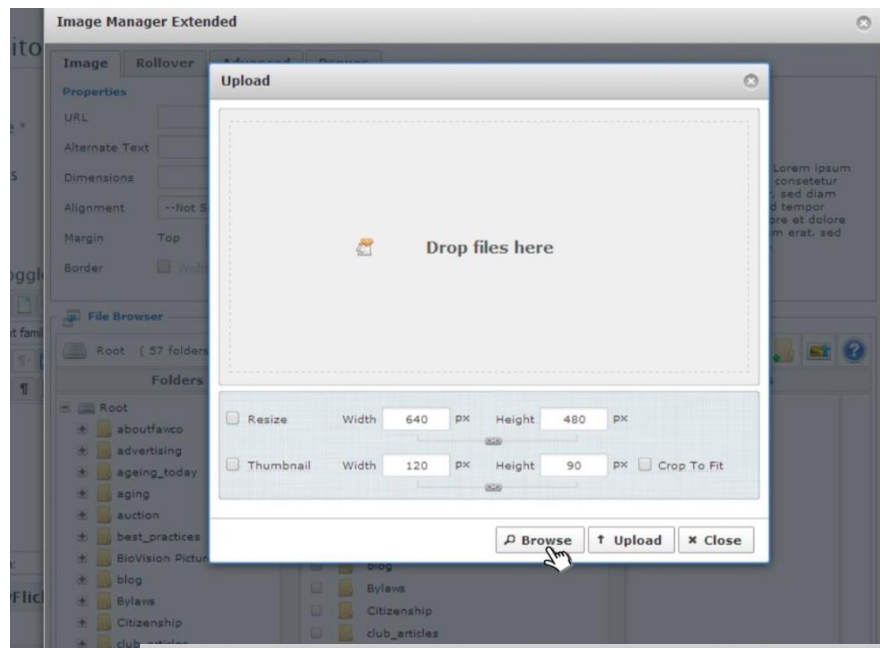 Image Manager Extended
Image Rollover
Upload
Properties
URL
Alternate Text
Dimensions
Alignment --Not S
Margin Top
Border
Lorem ipsum
consetetur
sed diam
tempor
et dolore
erat, sed
Drop files here
File Browser
Root ( 57 folders
Folders
Root
aboutfawco
advertising
ageing_today
aging
auction
best_practices
BioVision Pictur
blog
Bylaws
Citizenship
club_articles
Resize Width 640 px Height 480 px
Thumbnail Width 120 px Height 90 px Crop To Fit
Browse Upload Close
blog
Bylaws
Citizenship
club_articles